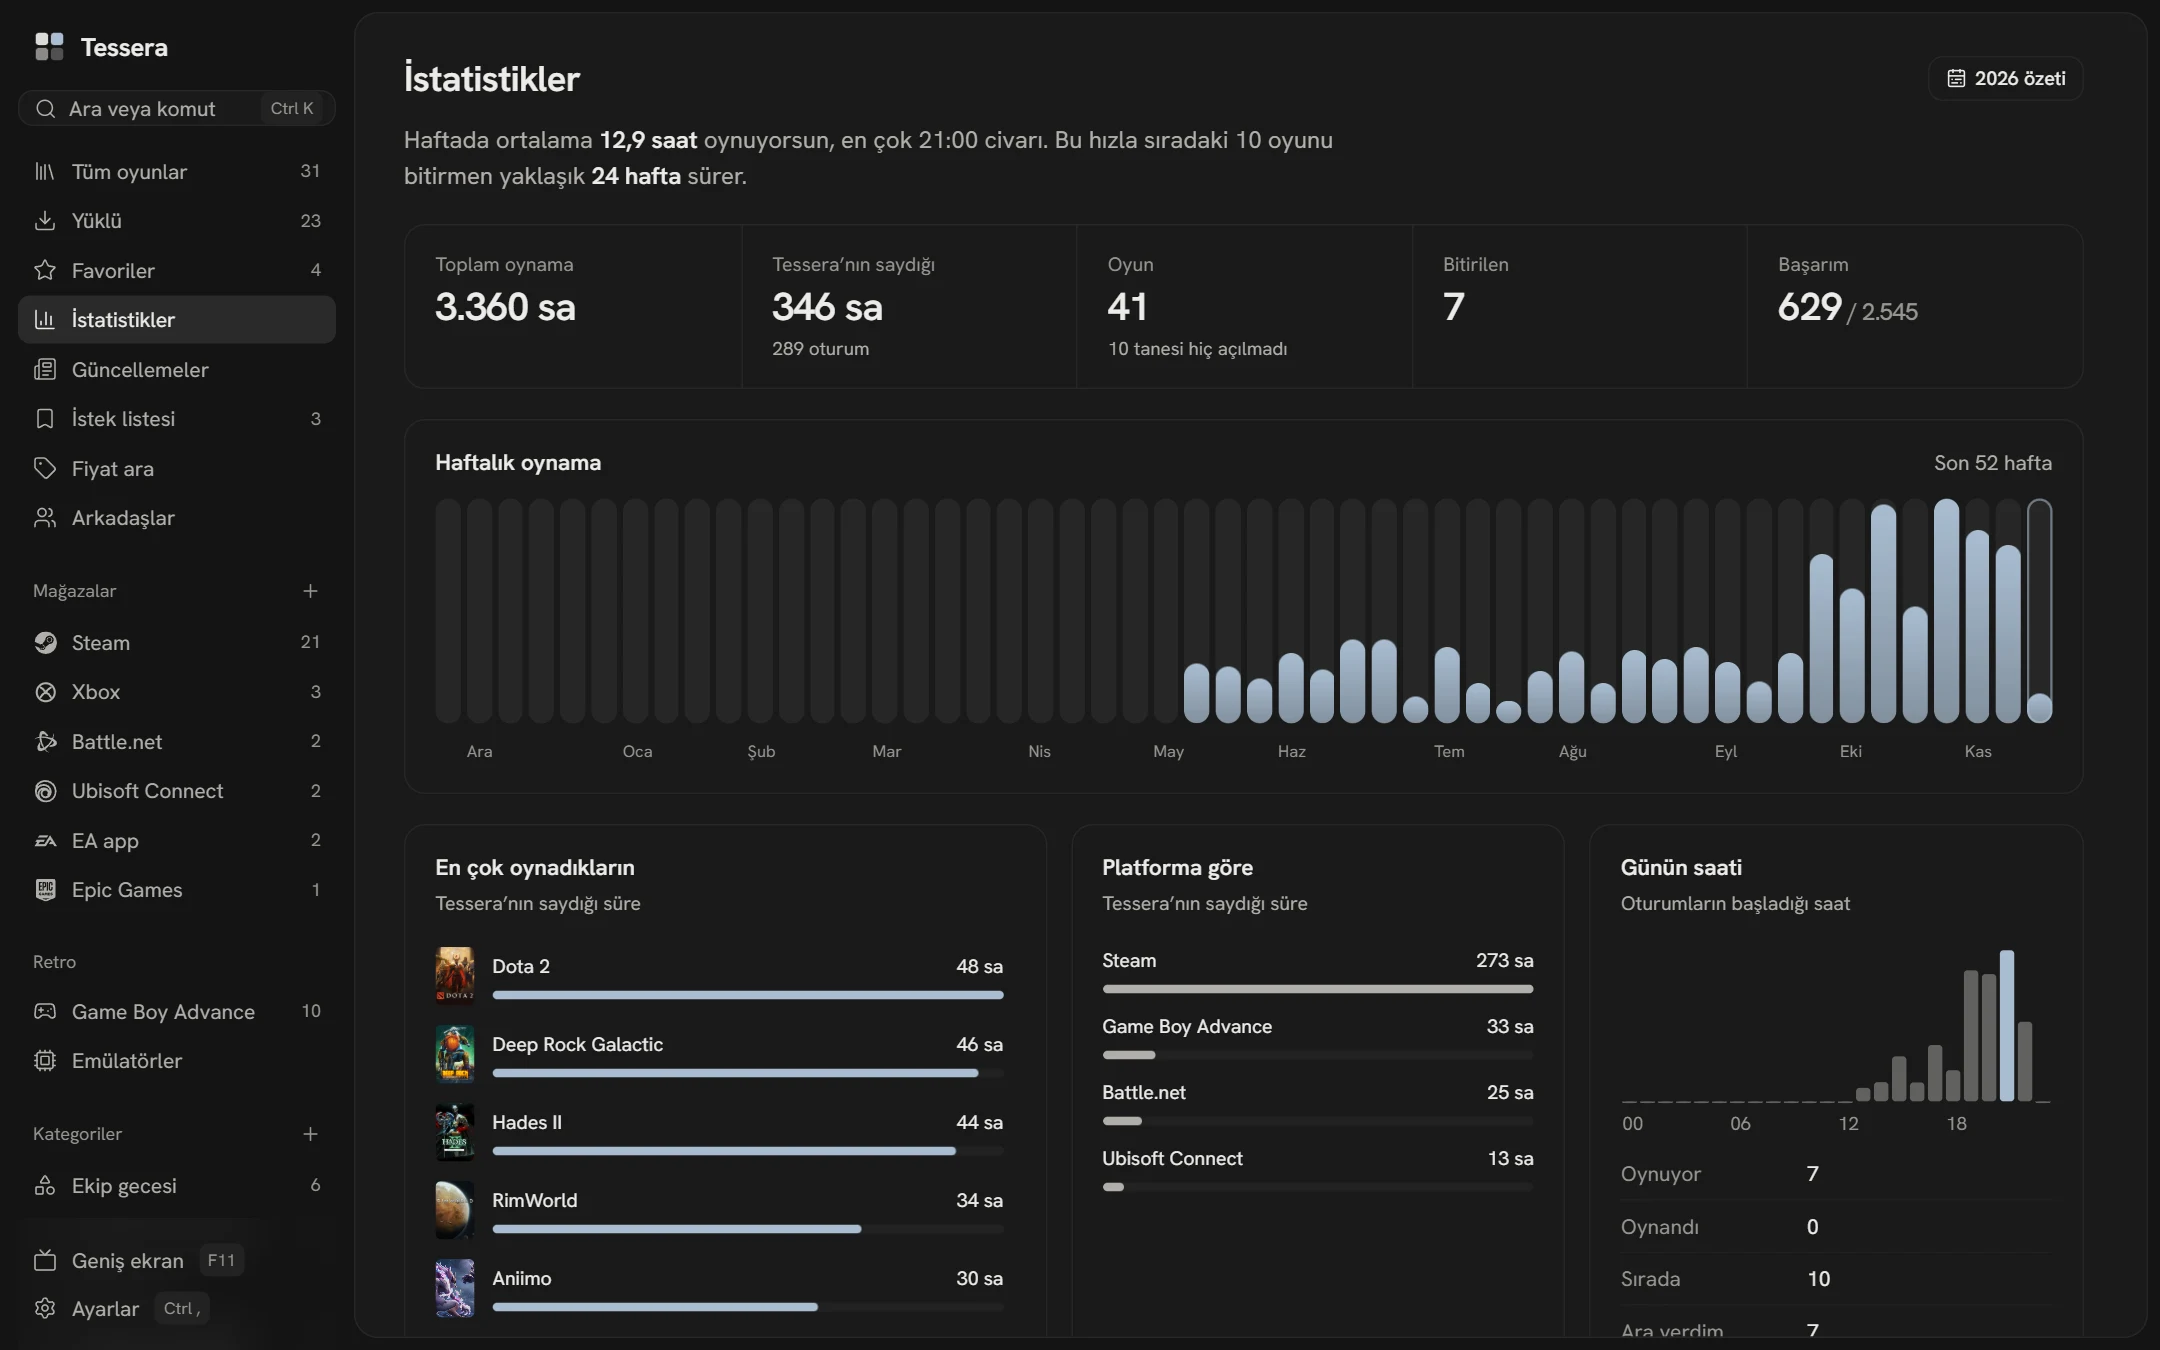 Tessera
Ara veya komut Ctrl K
Tüm oyunlar 31
Yüklü 23
Favoriler 4
İstatistikler
Güncellemeler
İstek listesi 3
Fiyat ara
Arkadaşlar
Mağazalar +
Steam 21
Xbox 3
Battle.net 2
Ubisoft Connect 2
EA app 2
Epic Games 1
Retro
Game Boy Advance 10
Emülatörler
Kategoriler +
Ekip gecesi 6
Geniş ekran F11
Ayarlar Ctrl ,
İstatistikler
2026 özeti
Haftada ortalama 12,9 saat oynuyorsun, en çok 21:00 civarı. Bu hızla sıradaki 10 oyunu
bitirmen yaklaşık 24 hafta sürer.
Toplam oynama
3.360 sa
Tessera’nın saydığı
346 sa
289 oturum
Oyun
41
10 tanesi hiç açılmadı
Bitirilen
7
Başarım
629 / 2.545
Haftalık oynama
Son 52 hafta
Ara Oca Şub Mar Nis May Haz Tem Ağu Eyl Eki Kas
En çok oynadıkların
Tessera’nın saydığı süre
Dota 2 48 sa
Deep Rock Galactic 46 sa
Hades II 44 sa
RimWorld 34 sa
Aniimo 30 sa
Platforma göre
Tessera’nın saydığı süre
Steam 273 sa
Game Boy Advance 33 sa
Battle.net 25 sa
Ubisoft Connect 13 sa
Günün saati
Oturumların başladığı saat
00 06 12 18
Oynuyor 7
Oynandı 0
Sırada 10
Ara verdim 7